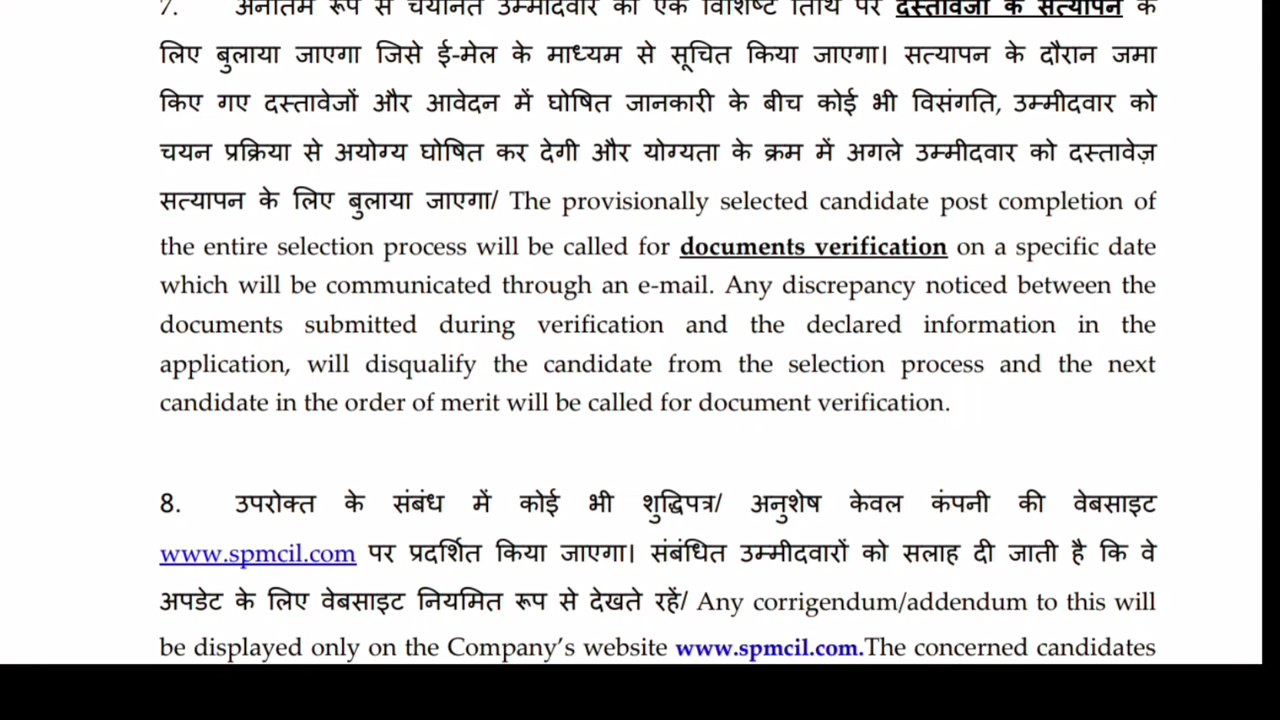 7. अनंतिम रूप से चयनित उम्मीदवार को एक विशिष्ट तिथि पर दस्तावेजों के सत्यापन के
लिए बुलाया जाएगा जिसे ई-मेल के माध्यम से सूचित किया जाएगा। सत्यापन के दौरान जमा
किए गए दस्तावेजों और आवेदन में घोषित जानकारी के बीच कोई भी विसंगति, उम्मीदवार को
चयन प्रक्रिया से अयोग्य घोषित कर देगी और योग्यता के क्रम में अगले उम्मीदवार को दस्तावेज़
सत्यापन के लिए बुलाया जाएगा/ The provisionally selected candidate post completion of
the entire selection process will be called for documents verification on a specific date
which will be communicated through an e-mail. Any discrepancy noticed between the
documents submitted during verification and the declared information in the
application, will disqualify the candidate from the selection process and the next
candidate in the order of merit will be called for document verification.
8. उपरोक्त के संबंध में कोई भी शुद्धिपत्र/ अनुशेष केवल कंपनी की वेबसाइट
www.spmcil.com पर प्रदर्शित किया जाएगा। संबंधित उम्मीदवारों को सलाह दी जाती है कि वे
अपडेट के लिए वेबसाइट नियमित रूप से देखते रहें/ Any corrigendum/addendum to this will
be displayed only on the Company’s website www.spmcil.com.The concerned candidates